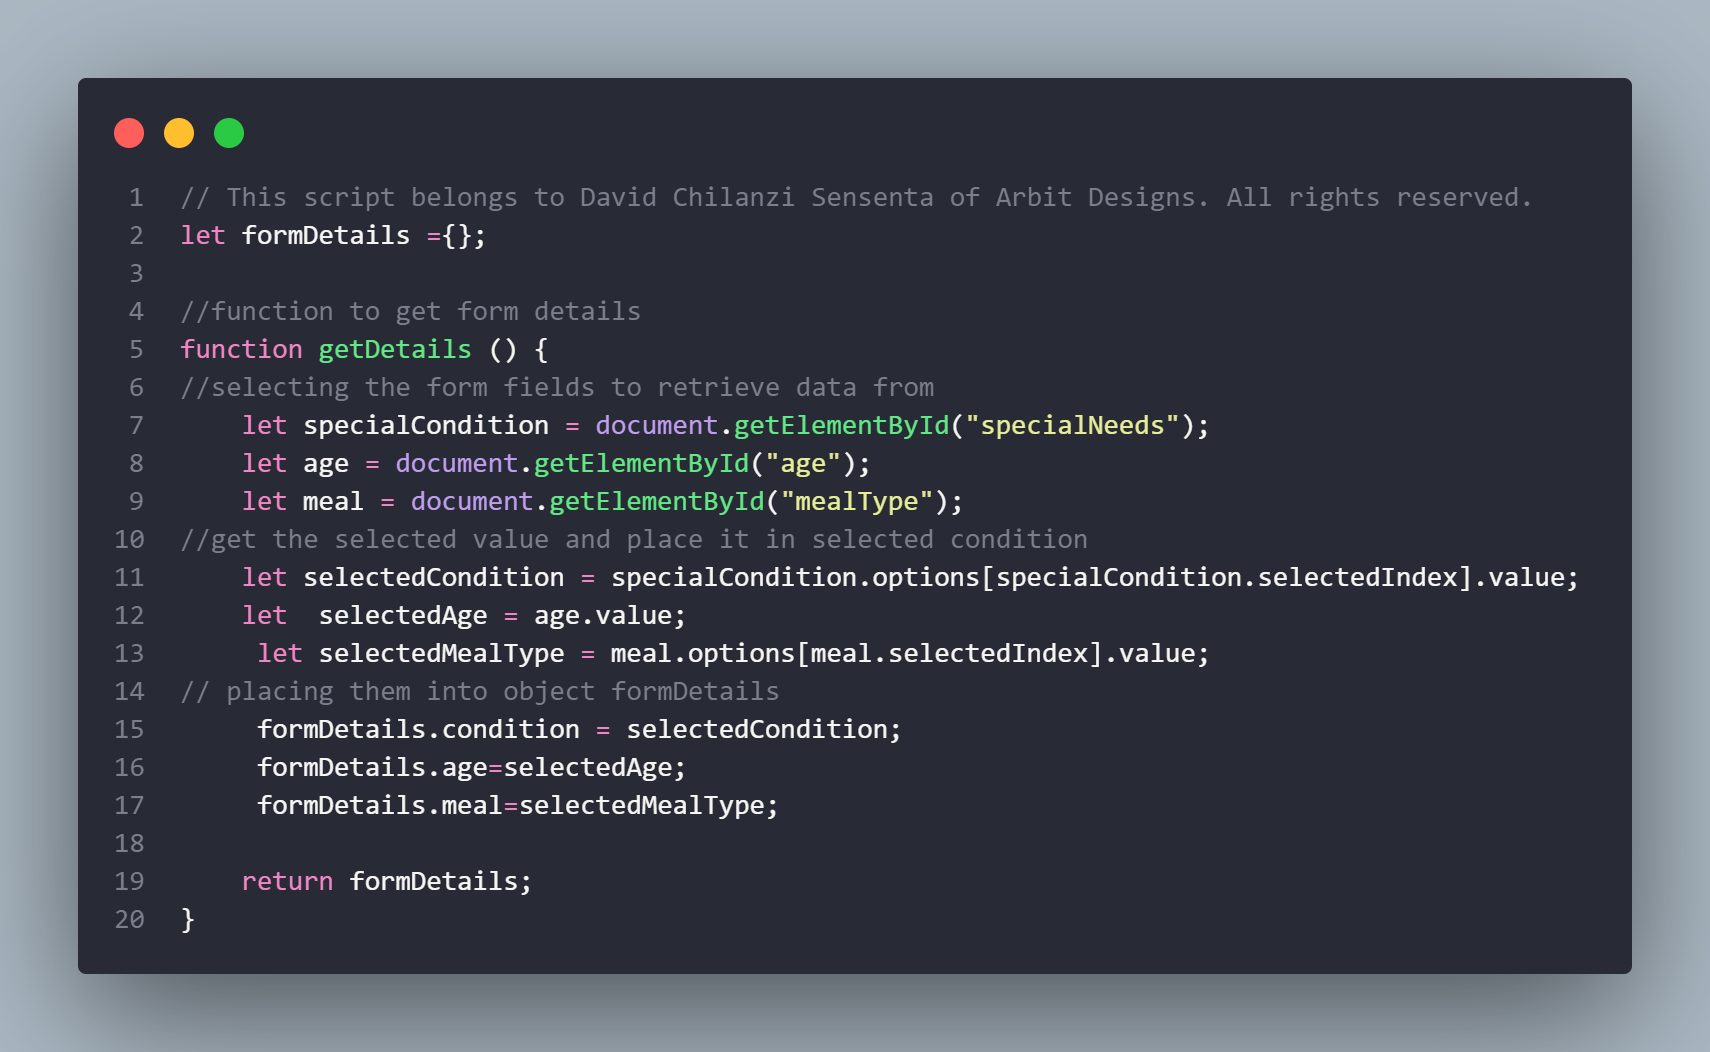 1 // This script belongs to David Chilanzi Sensenta of Arbit Designs. All rights reserved.
2 let formDetails ={};
3
4 //function to get form details
5 function getDetails () {
6 //selecting the form fields to retrieve data from
7     let specialCondition = document.getElementById("specialNeeds");
8     let age = document.getElementById("age");
9     let meal = document.getElementById("mealType");
10 //get the selected value and place it in selected condition
11     let selectedCondition = specialCondition.options[specialCondition.selectedIndex].value;
12     let  selectedAge = age.value;
13      let selectedMealType = meal.options[meal.selectedIndex].value;
14 // placing them into object formDetails
15      formDetails.condition = selectedCondition;
16      formDetails.age=selectedAge;
17      formDetails.meal=selectedMealType;
18
19     return formDetails;
20 }